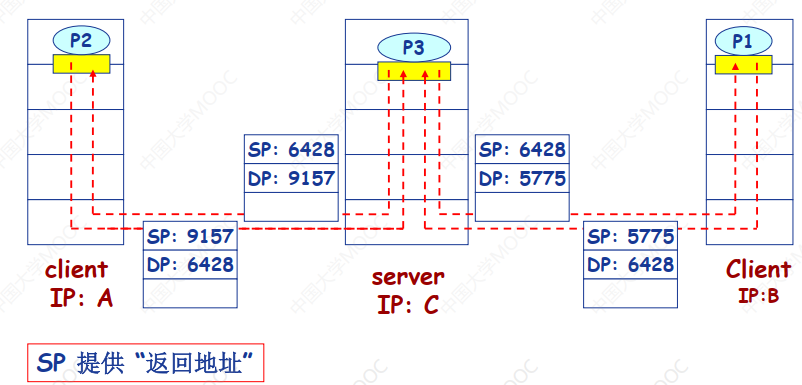 P2
P3
P1
SP: 6428
DP: 9157
SP: 6428
DP: 5775
SP: 9157
DP: 6428
SP: 5775
DP: 6428
client
IP: A
server
IP: C
Client
IP:B
SP 提供 “返回地址”
中国大学MOOC